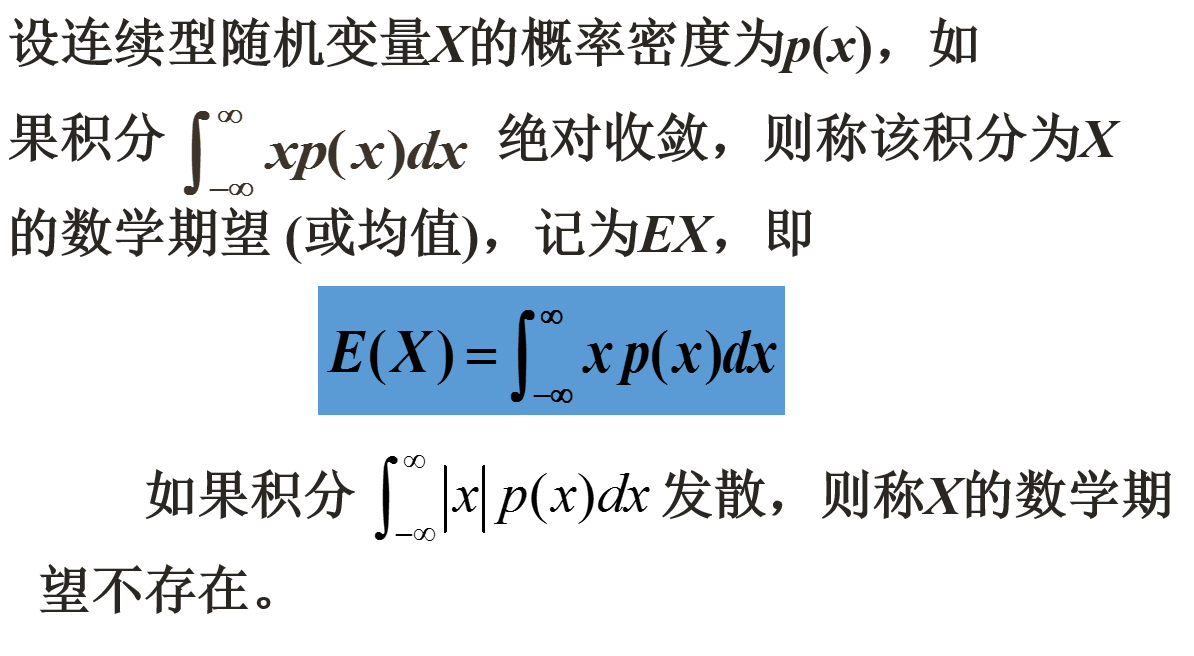 设连续型随机变量X的概率密度为p(x)，如
果积分 ∫_{-∞}^{∞} xp(x)dx 绝对收敛，则称该积分为X
的数学期望 (或均值)，记为EX，即
E(X)=∫_{-∞}^{∞} x p(x)dx
如果积分 ∫_{-∞}^{∞} |x| p(x)dx 发散，则称X的数学期
望不存在。